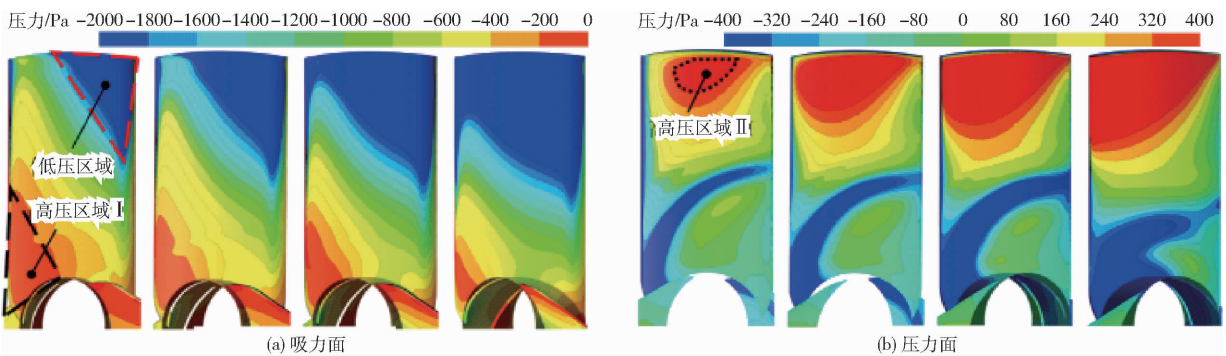 压力/Pa -2000 -1800 -1600 -1400 -1200 -1000 -800 -600 -400 -200 0
低压区域
高压区域Ⅰ
(a) 吸力面
压力/Pa -400 -320 -240 -160 -80 0 80 160 240 320 400
高压区域Ⅱ
(b) 压力面